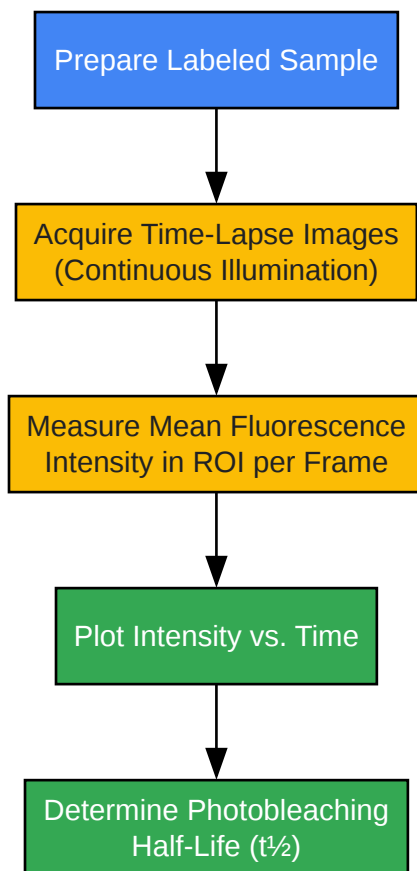 Prepare Labeled Sample
Acquire Time-Lapse Images
(Continuous Illumination)
Measure Mean Fluorescence
Intensity in ROI per Frame
Plot Intensity vs. Time
Determine Photobleaching
Half-Life (t½)